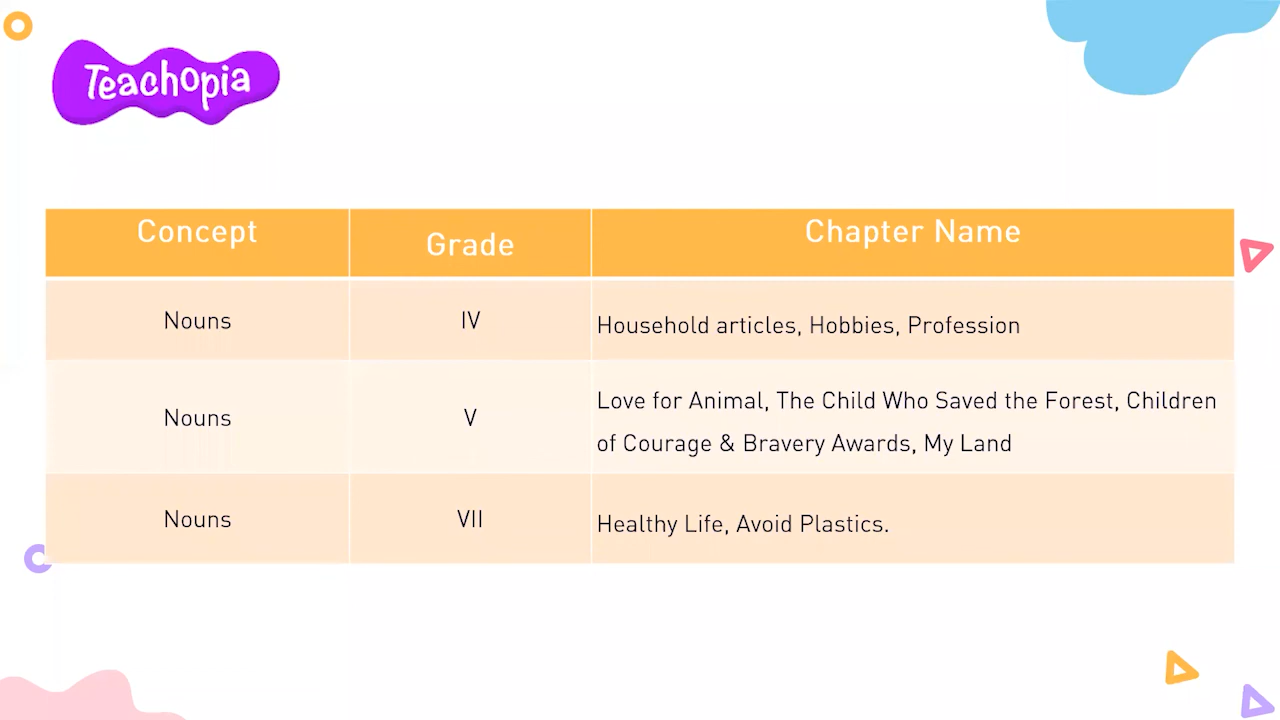 Teachopia
Concept Grade Chapter Name
Nouns IV Household articles, Hobbies, Profession
Nouns V Love for Animal, The Child Who Saved the Forest, Children
of Courage & Bravery Awards, My Land
Nouns VII Healthy Life, Avoid Plastics.